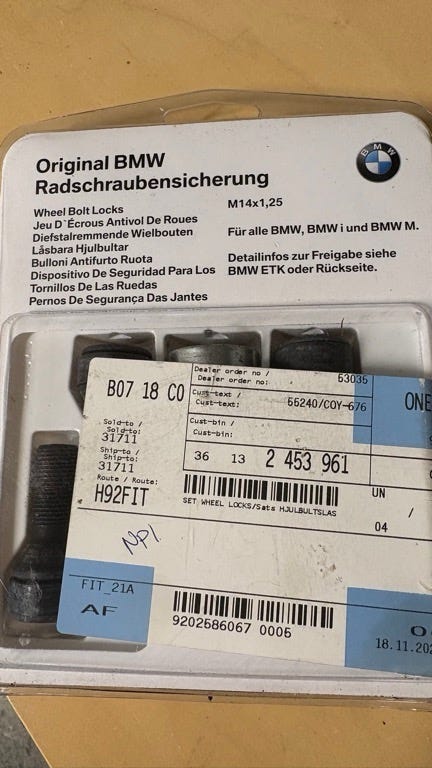 BMW
Original BMW
Radschraubensicherung
Wheel Bolt Locks
Jeu D`Écrous Antivol De Roues
Diefstalremmende Wielbouten
Låsbara Hjulbultar
Bulloni Antifurto Ruota
Dispositivo De Seguridad Para Los
Tornillos De Las Ruedas
Pernos De Segurança Das Jantes
M14x1,25
Für alle BMW, BMW i und BMW M.
Detailinfos zur Freigabe siehe
BMW ETK oder Rückseite.
B07 18 C0
Sold-to /
Sold-to:
31711
Ship-to /
Ship-to:
31711
Route / Route:
H92FIT
Dealer order no /
Dealer order no:
53035
Cust-text /
Cust-text:
55240/COY-676
Cust-bin /
Cust-bin:
36 13 2 453 961
SET WHEEL LOCKS/Sats HJULBULTSLAS
ONE
UN /
04
NPI
FIT_21A
AF
9202586067 0005
18.11.202